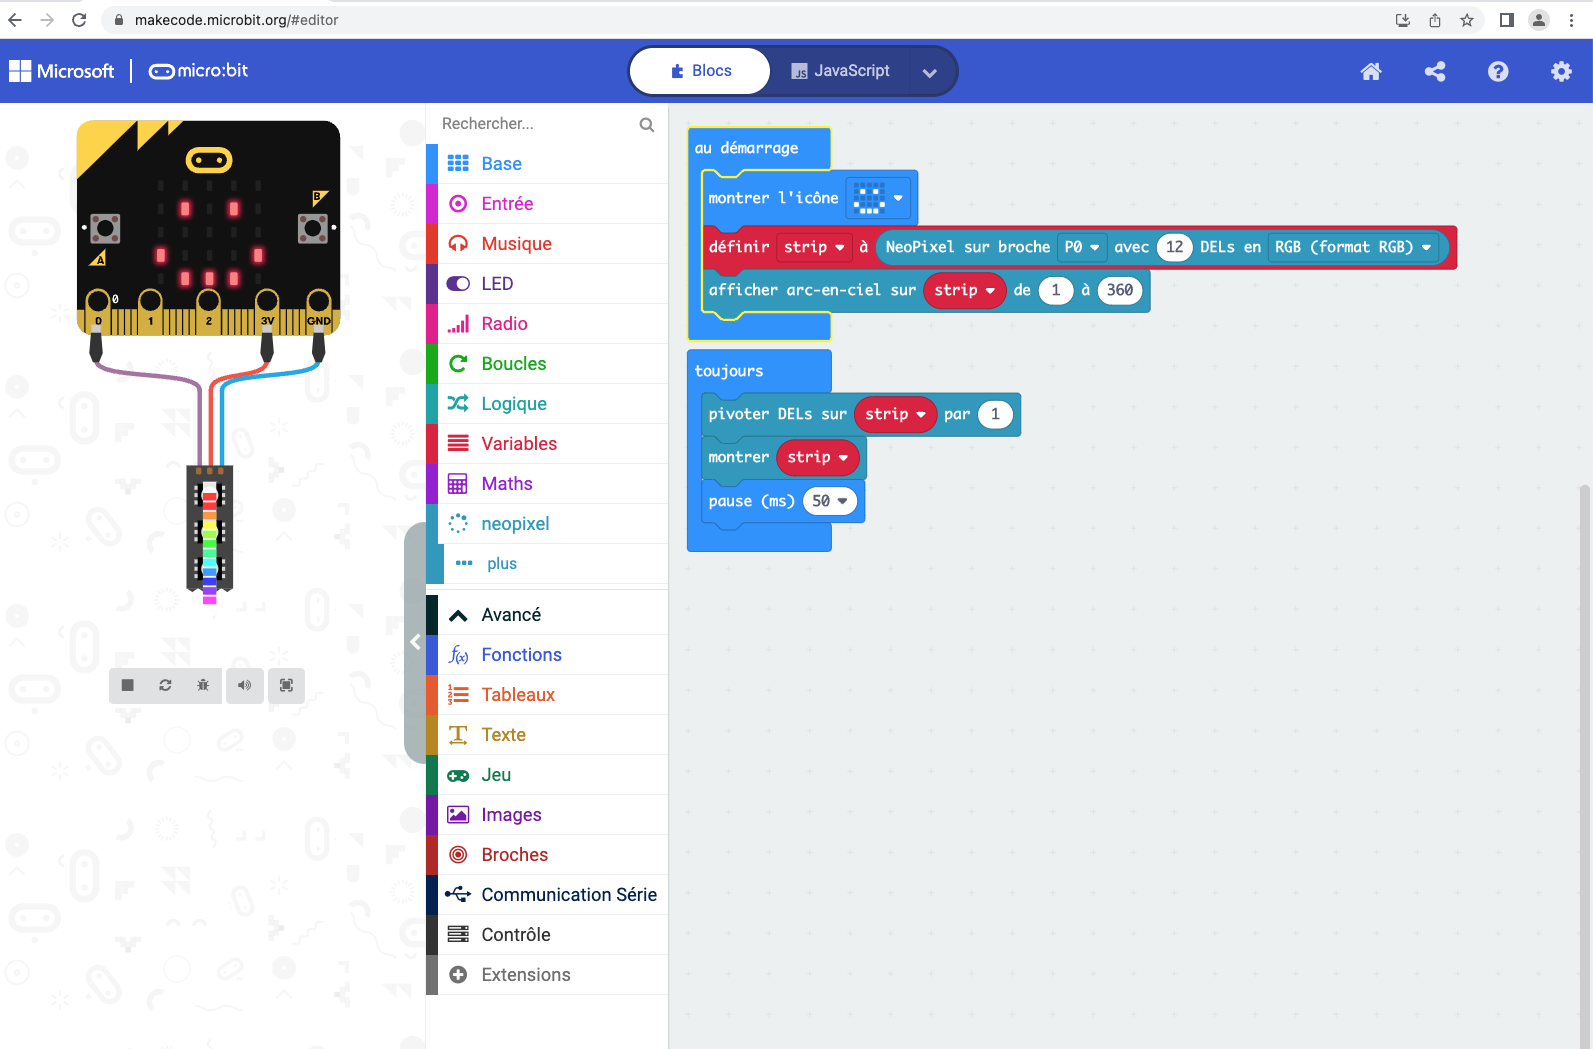 makecode.microbit.org/#editor
Microsoft | micro:bit
Blocs
JavaScript
B
A
0
0 1 2 3V GND
Rechercher...
Base
Entrée
Musique
LED
Radio
Boucles
Logique
Variables
Maths
neopixel
plus
Avancé
Fonctions
Tableaux
Texte
Jeu
Images
Broches
Communication Série
Contrôle
Extensions
au démarrage
montrer l'icône
définir strip à NeoPixel sur broche P0 avec 12 DELs en RGB (format RGB)
afficher arc-en-ciel sur strip de 1 à 360
toujours
pivoter DELs sur strip par 1
montrer strip
pause (ms) 50